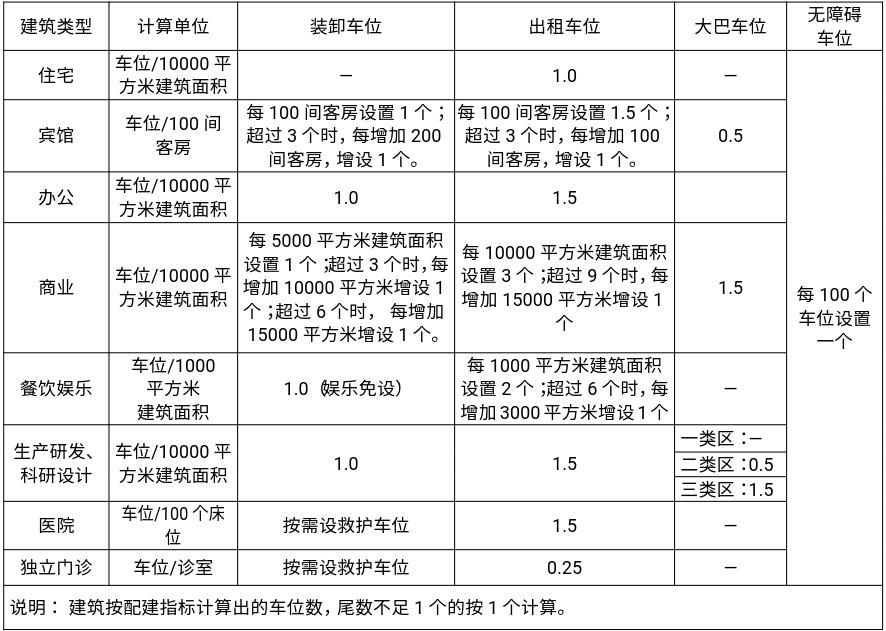 建筑类型
计算单位
装卸车位
出租车位
大巴车位
无障碍
车位
住宅
车位/10000 平
方米建筑面积
—
1.0
—
宾馆
车位/100 间
客房
每 100 间客房设置 1 个；
超过 3 个时，每增加 200
间客房，增设 1 个。
每 100 间客房设置 1.5 个；
超过 3 个时，每增加 100
间客房，增设 1 个。
0.5
办公
车位/10000 平
方米建筑面积
1.0
1.5
商业
车位/10000 平
方米建筑面积
每 5000 平方米建筑面积
设置 1 个；超过 3 个时，每
增加 10000 平方米增设 1
个；超过 6 个时， 每增加
15000 平方米增设 1 个。
每 10000 平方米建筑面积
设置 3 个；超过 9 个时，每
增加 15000 平方米增设 1
个
1.5
每 100 个
车位设置
一个
餐饮娱乐
车位/1000
平方米
建筑面积
1.0（娱乐免设）
每 1000 平方米建筑面积
设置 2 个；超过 6 个时，每
增加 3000 平方米增设 1 个
—
生产研发、
科研设计
车位/10000 平
方米建筑面积
1.0
1.5
一类区：—
二类区：0.5
三类区：1.5
医院
车位/100 个床
位
按需设救护车位
1.5
—
独立门诊
车位/诊室
按需设救护车位
0.25
—
说明： 建筑按配建指标计算出的车位数，尾数不足 1 个的按 1 个计算。